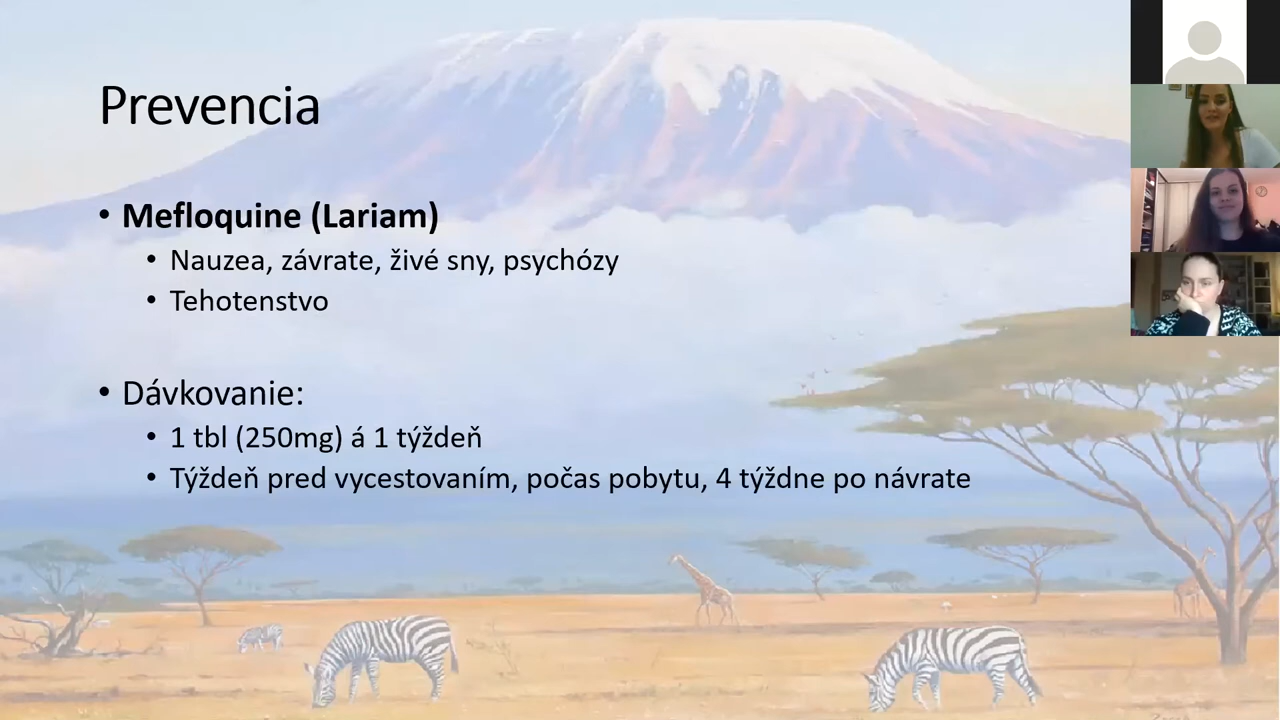 Prevencia
• Mefloquine (Lariam)
• Nauzea, závrate, živé sny, psychózy
• Tehotenstvo
• Dávkovanie:
• 1 tbl (250mg) á 1 týždeň
• Týždeň pred vycestovaním, počas pobytu, 4 týždne po návrate